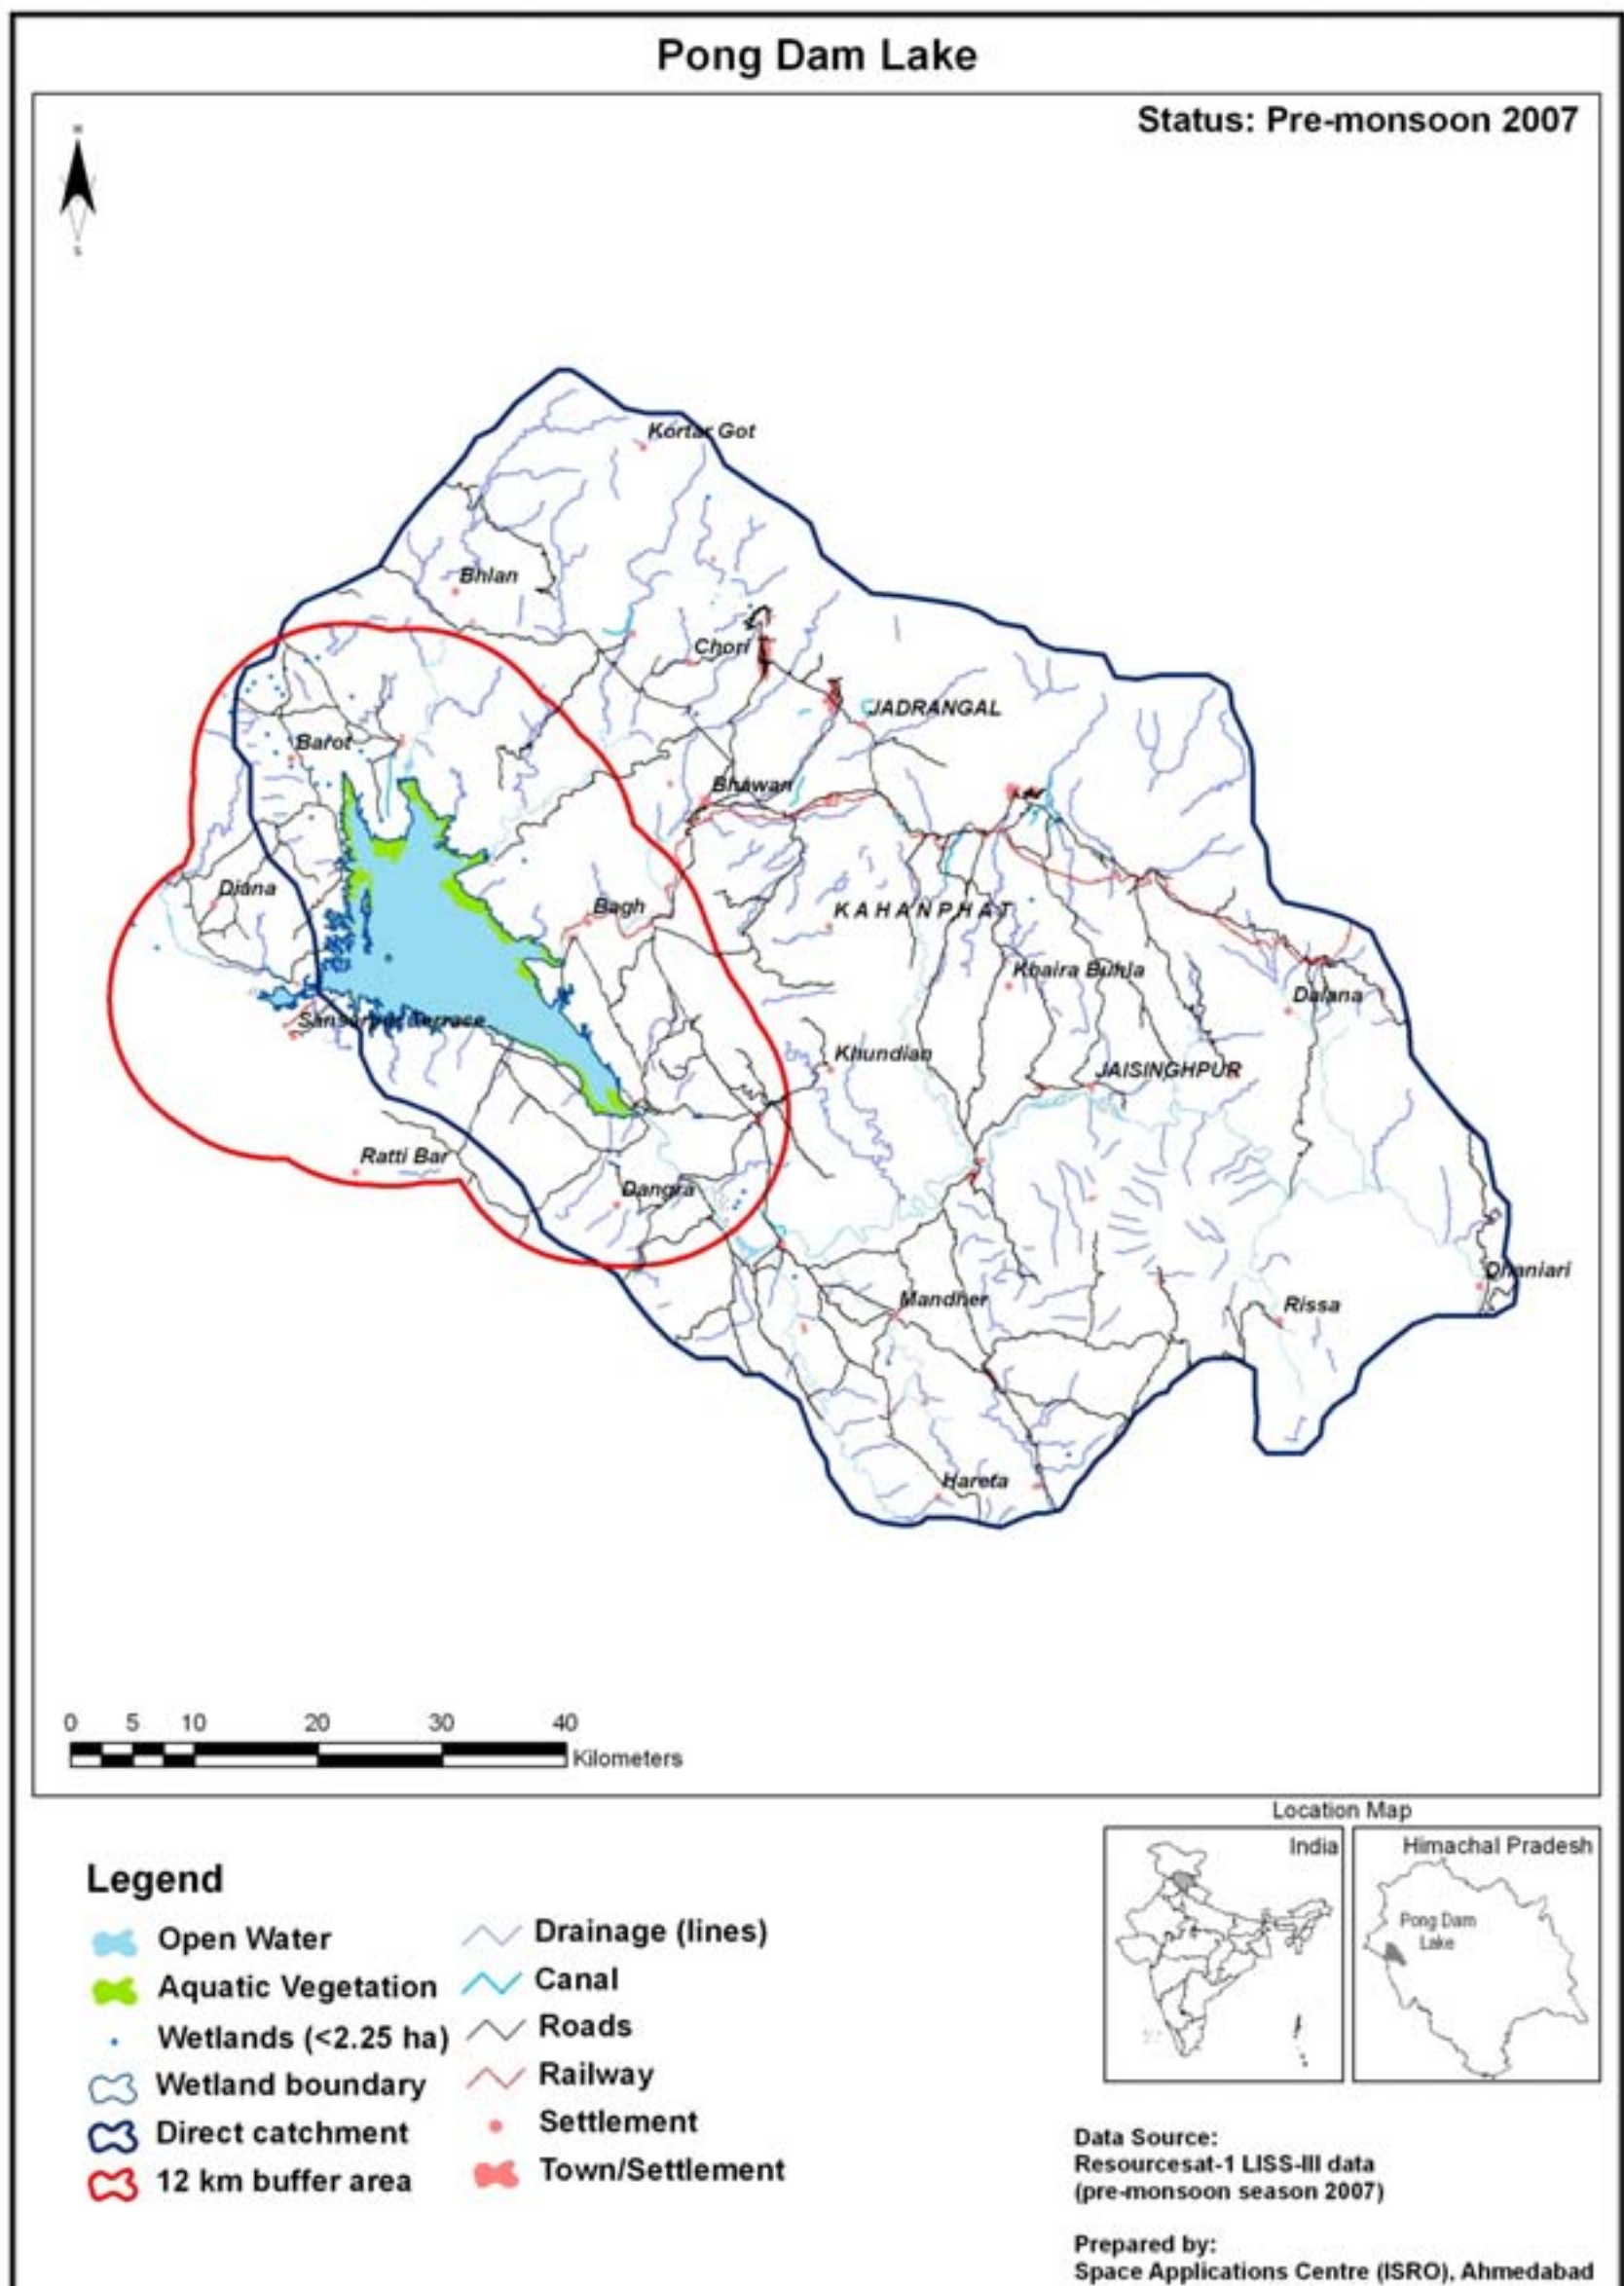 Pong Dam Lake
Status: Pre-monsoon 2007
N
S
Kortar Got
Bhlan
Chori
JADRANGAL
Barot
Bhawan
Diana
Bagh
KAHANPHAT
Khaira Buhla
Dalana
Sansarpur Terrace
Khundian
JAISINGHPUR
Ratti Bar
Dangra
Dhaniari
Mandher
Rissa
Hareta
0 5 10 20 30 40
Kilometers
Location Map
India
Himachal Pradesh
Pong Dam
Lake
Legend
Open Water
Aquatic Vegetation
Wetlands (<2.25 ha)
Wetland boundary
Direct catchment
12 km buffer area
Drainage (lines)
Canal
Roads
Railway
Settlement
Town/Settlement
Data Source:
Resourcesat-1 LISS-III data
(pre-monsoon season 2007)
Prepared by:
Space Applications Centre (ISRO), Ahmedabad